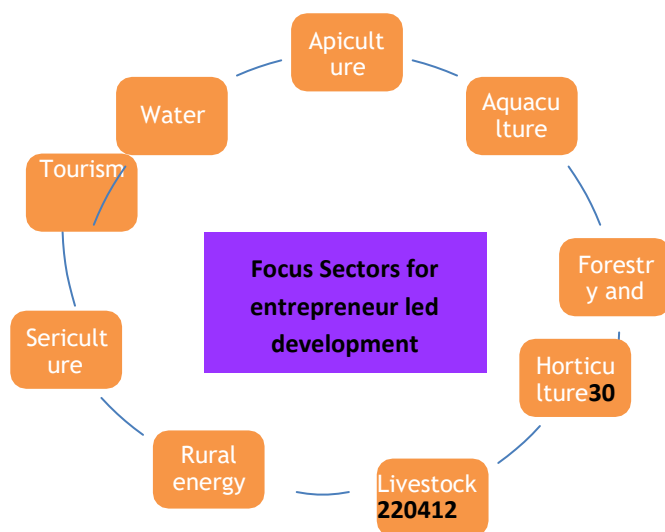 Apicult
ure
Aquacu
lture
Forestr
y and
Horticu
lture30
Livestock
220412
Rural
energy
Sericult
ure
Tourism
Water
Focus Sectors for
entrepreneur led
development